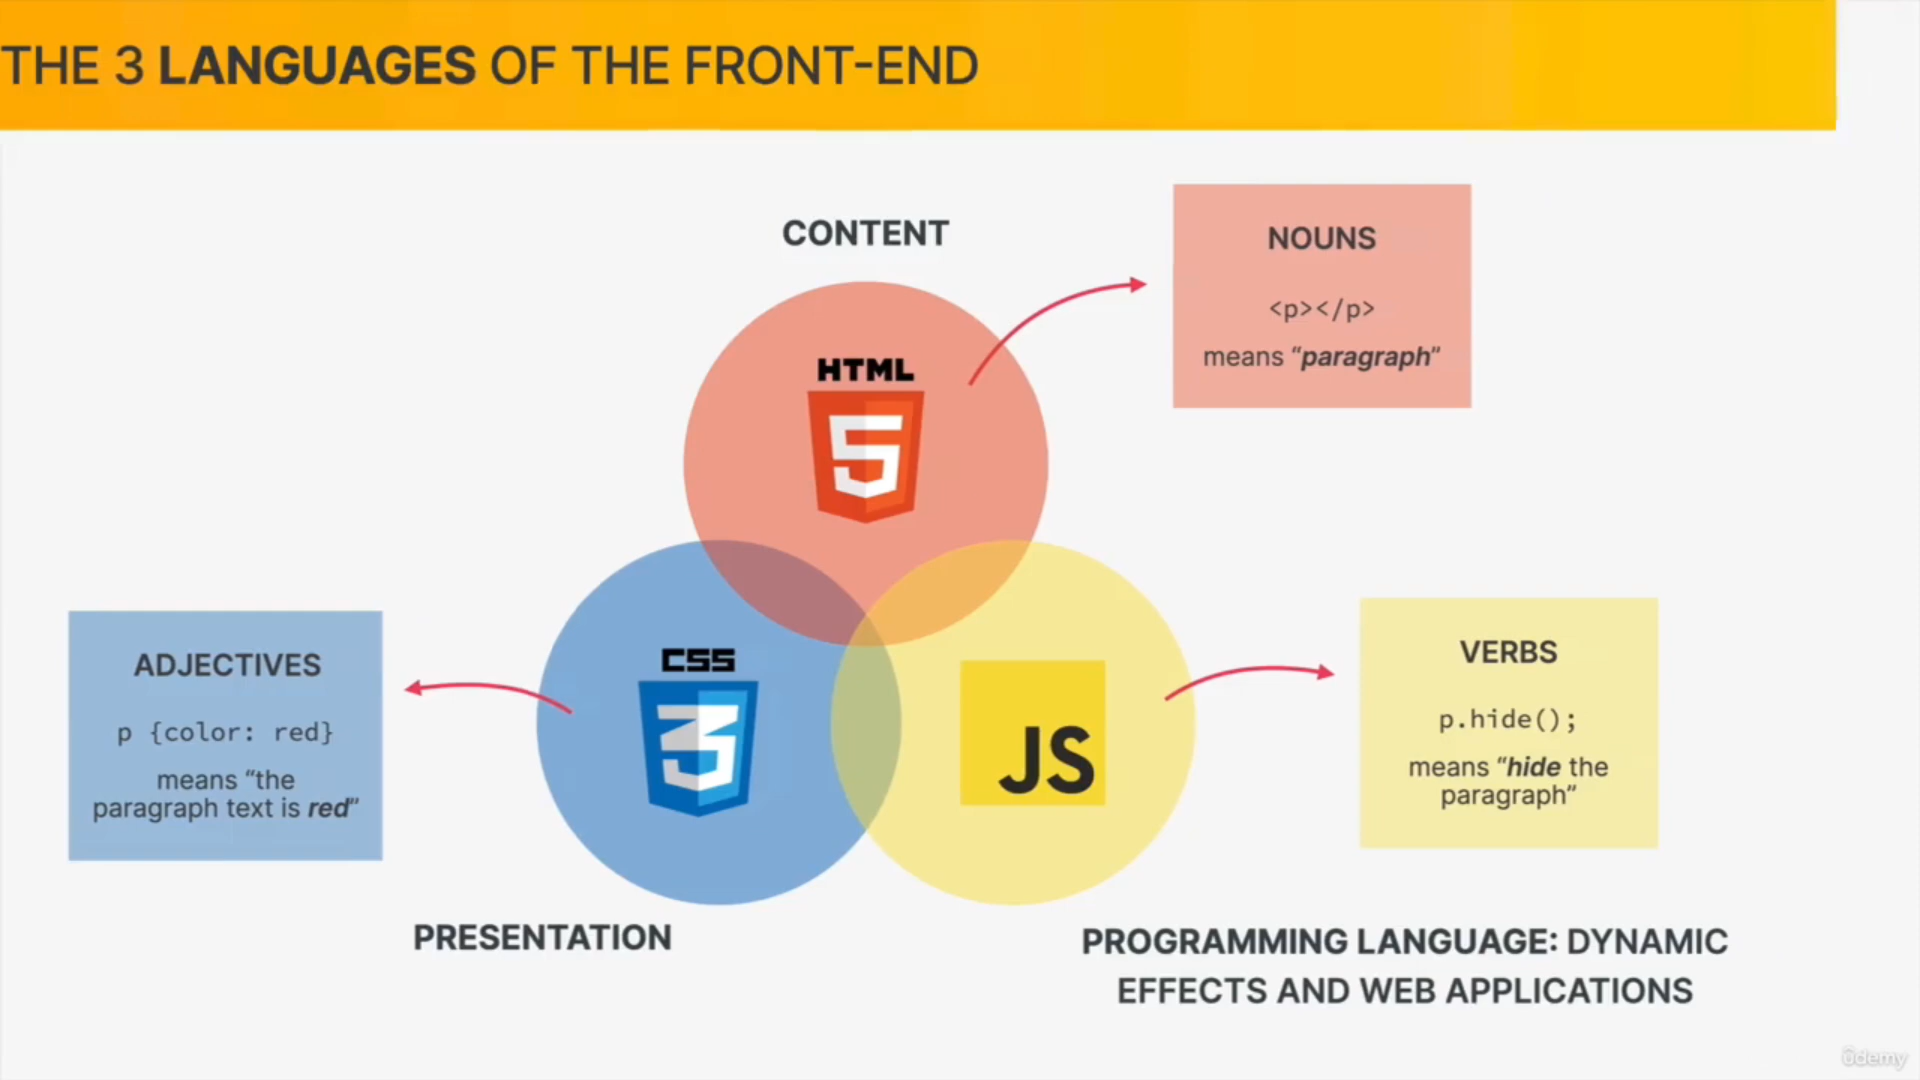 THE 3 LANGUAGES OF THE FRONT-END
CONTENT
HTML
5
NOUNS
<p></p>
means “paragraph”
CSS
3
ADJECTIVES
p {color: red}
means “the
paragraph text is red”
PRESENTATION
JS
VERBS
p.hide();
means “hide the
paragraph”
PROGRAMMING LANGUAGE: DYNAMIC
EFFECTS AND WEB APPLICATIONS
ûdemy